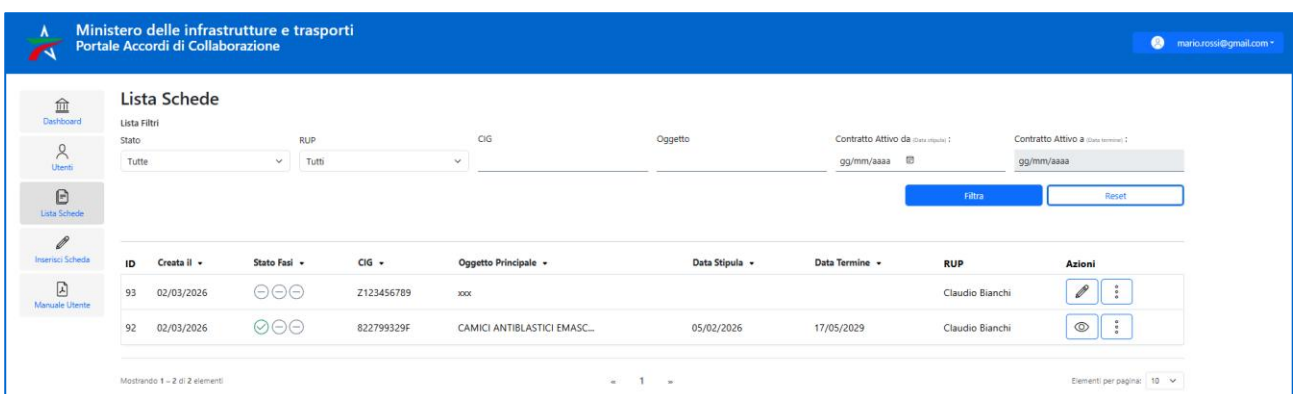 Ministero delle infrastrutture e trasporti
Portale Accordi di Collaborazione
mario.rossi@gmail.com
Dashboard
Utenti
Lista Schede
Inserisci Scheda
Manuale Utente
Lista Schede
Lista Filtri
Stato RUP CIG Oggetto Contratto Attivo da (Data stipula) : Contratto Attivo a (Data termine) :
Tutte Tutti gg/mm/aaaa gg/mm/aaaa
Filtra Reset
ID Creata il Stato Fasi CIG Oggetto Principale Data Stipula Data Termine RUP Azioni
93 02/03/2026 Z123456789 xxx Claudio Bianchi
92 02/03/2026 822799329F CAMICI ANTIBLASTICI EMASC... 05/02/2026 17/05/2029 Claudio Bianchi
Mostrando 1 – 2 di 2 elementi « 1 » Elementi per pagina: 10